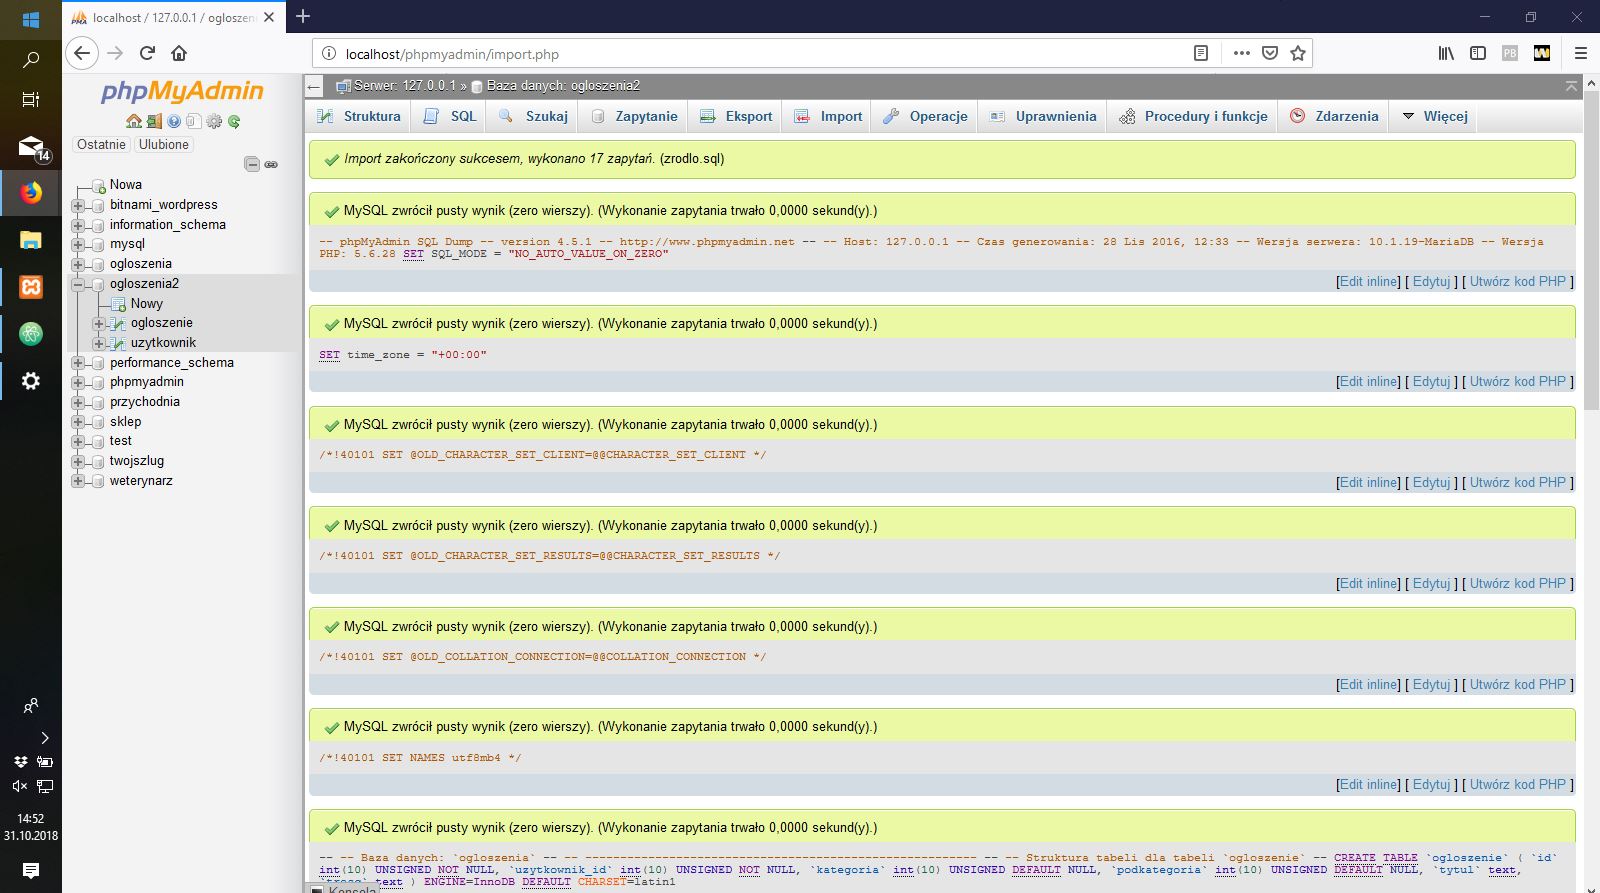 localhost / 127.0.0.1 / ogloszen
localhost/phpmyadmin/import.php
phpMyAdmin
Ostatnie
Ulubione
Nowa
bitnami_wordpress
information_schema
mysql
ogloszenia
ogloszenia2
Nowy
ogloszenie
uzytkownik
performance_schema
phpmyadmin
przychodnia
sklep
test
twojszlug
weterynarz
Serwer: 127.0.0.1 » Baza danych: ogloszenia2
Struktura SQL Szukaj Zapytanie Eksport Import Operacje Uprawnienia Procedury i funkcje Zdarzenia Więcej
Import zakończony sukcesem, wykonano 17 zapytań. (zrodlo.sql)
MySQL zwrócił pusty wynik (zero wierszy). (Wykonanie zapytania trwało 0,0000 sekund(y).)
-- phpMyAdmin SQL Dump -- version 4.5.1 -- http://www.phpmyadmin.net -- -- Host: 127.0.0.1 -- Czas generowania: 28 Lis 2016, 12:33 -- Wersja serwera: 10.1.19-MariaDB -- Wersja
PHP: 5.6.28 SET SQL_MODE = "NO_AUTO_VALUE_ON_ZERO"
[Edit inline] [ Edytuj ] [ Utwórz kod PHP ]
MySQL zwrócił pusty wynik (zero wierszy). (Wykonanie zapytania trwało 0,0000 sekund(y).)
SET time_zone = "+00:00"
[Edit inline] [ Edytuj ] [ Utwórz kod PHP ]
MySQL zwrócił pusty wynik (zero wierszy). (Wykonanie zapytania trwało 0,0000 sekund(y).)
/*!40101 SET @OLD_CHARACTER_SET_CLIENT=@@CHARACTER_SET_CLIENT */
[Edit inline] [ Edytuj ] [ Utwórz kod PHP ]
MySQL zwrócił pusty wynik (zero wierszy). (Wykonanie zapytania trwało 0,0000 sekund(y).)
/*!40101 SET @OLD_CHARACTER_SET_RESULTS=@@CHARACTER_SET_RESULTS */
[Edit inline] [ Edytuj ] [ Utwórz kod PHP ]
MySQL zwrócił pusty wynik (zero wierszy). (Wykonanie zapytania trwało 0,0000 sekund(y).)
/*!40101 SET @OLD_COLLATION_CONNECTION=@@COLLATION_CONNECTION */
[Edit inline] [ Edytuj ] [ Utwórz kod PHP ]
MySQL zwrócił pusty wynik (zero wierszy). (Wykonanie zapytania trwało 0,0000 sekund(y).)
/*!40101 SET NAMES utf8mb4 */
[Edit inline] [ Edytuj ] [ Utwórz kod PHP ]
MySQL zwrócił pusty wynik (zero wierszy). (Wykonanie zapytania trwało 0,0000 sekund(y).)
-- -- Baza danych: `ogloszenia` -- -- -------------------------------------------------------- -- -- Struktura tabeli dla tabeli `ogloszenie` -- CREATE TABLE `ogloszenie` ( `id`
int(10) UNSIGNED NOT NULL, `uzytkownik_id` int(10) UNSIGNED NOT NULL, `kategoria` int(10) UNSIGNED DEFAULT NULL, `podkategoria` int(10) UNSIGNED DEFAULT NULL, `tytul` text,
`tresc` text ) ENGINE=InnoDB DEFAULT CHARSET=latin1
Konsola
14
14:52
31.10.2018